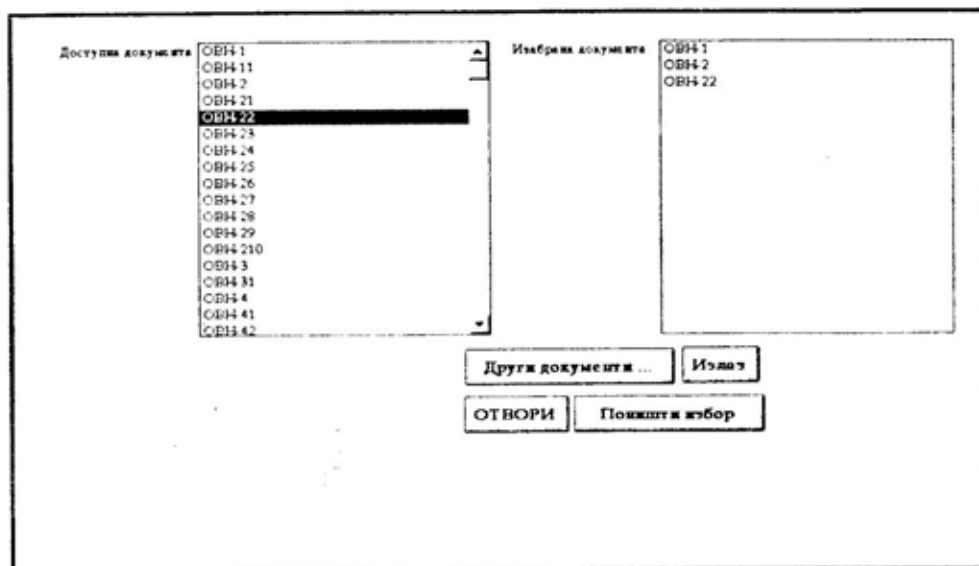 Доступна документа
ОВН-1
ОВН-11
ОВН-2
ОВН-21
ОВН-22
ОВН-23
ОВН-24
ОВН-25
ОВН-26
ОВН-27
ОВН-28
ОВН-29
ОВН-210
ОВН-3
ОВН-31
ОВН-4
ОВН-41
ОВН-42
Изабрана документа
ОВН-1
ОВН-2
ОВН-22
Други документи ...
Излаз
ОТВОРИ
Поништи избор